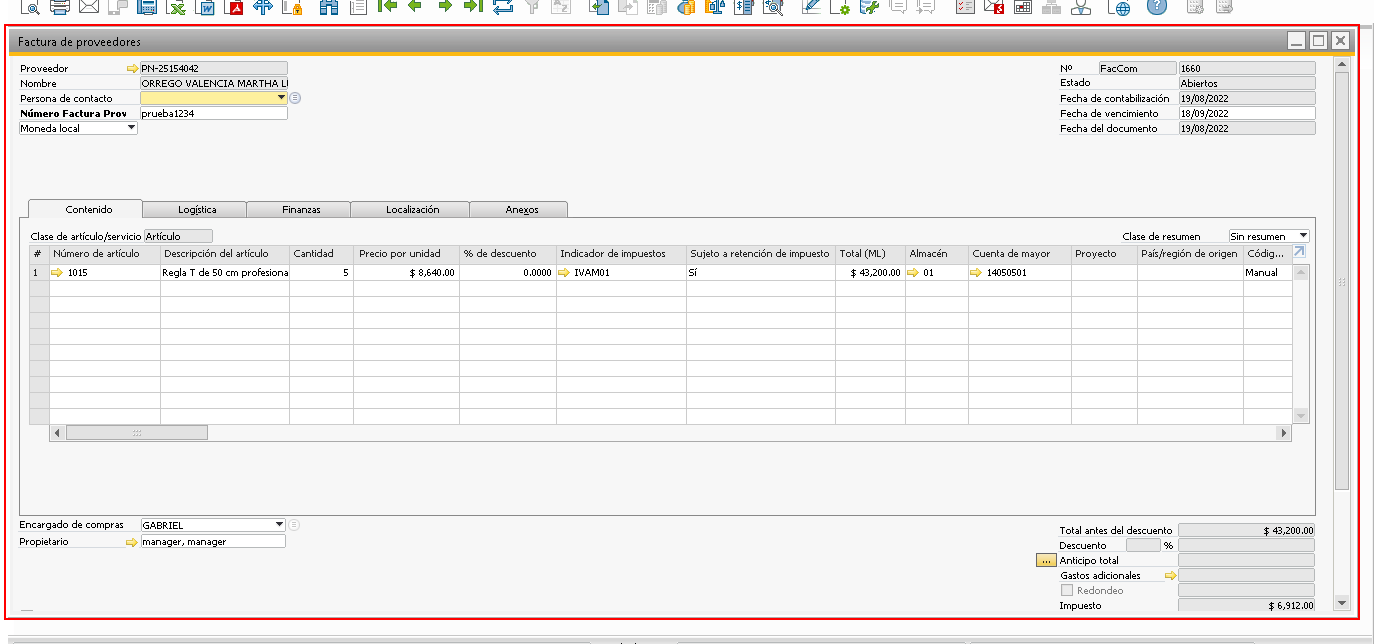 Factura de proveedores
Proveedor PN-25154042
Nombre ORREGO VALENCIA MARTHA L
Persona de contacto
Número Factura Prov prueba1234
Moneda local
Nº FacCom 1660
Estado Abiertos
Fecha de contabilización 19/08/2022
Fecha de vencimiento 18/09/2022
Fecha del documento 19/08/2022
Contenido Logística Finanzas Localización Anexos
Clase de artículo/servicio Artículo
Clase de resumen Sin resumen
# Número de artículo Descripción del artículo Cantidad Precio por unidad % de descuento Indicador de impuestos Sujeto a retención de impuesto Total (ML) Almacén Cuenta de mayor Proyecto País/región de origen Códig...
1 1015 Regla T de 50 cm profesiona 5 $ 8,640.00 0.0000 IVAM01 Sí $ 43,200.00 01 14050501 Manual
Encargado de compras GABRIEL
Propietario manager, manager
Total antes del descuento $ 43,200.00
Descuento %
... Anticipo total
Gastos adicionales
Redondeo
Impuesto $ 6,912.00